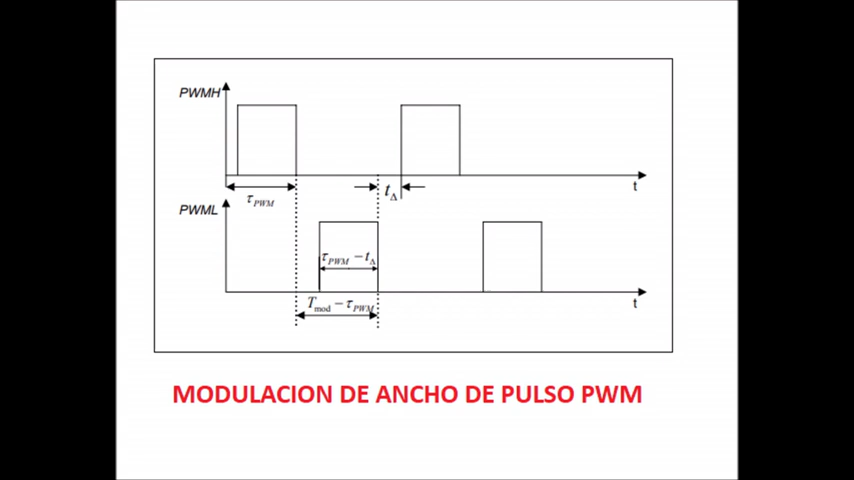 PWMH
t
τPWM
tΔ
PWML
τPWM − tΔ
Tmod − τPWM
t
MODULACION DE ANCHO DE PULSO PWM